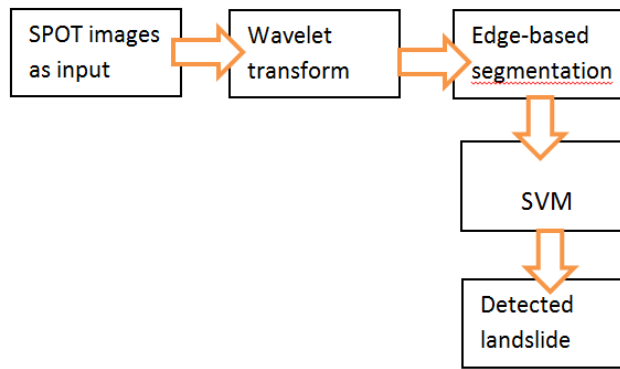 SPOT images
as input
Wavelet
transform
Edge-based
segmentation
SVM
Detected
landslide